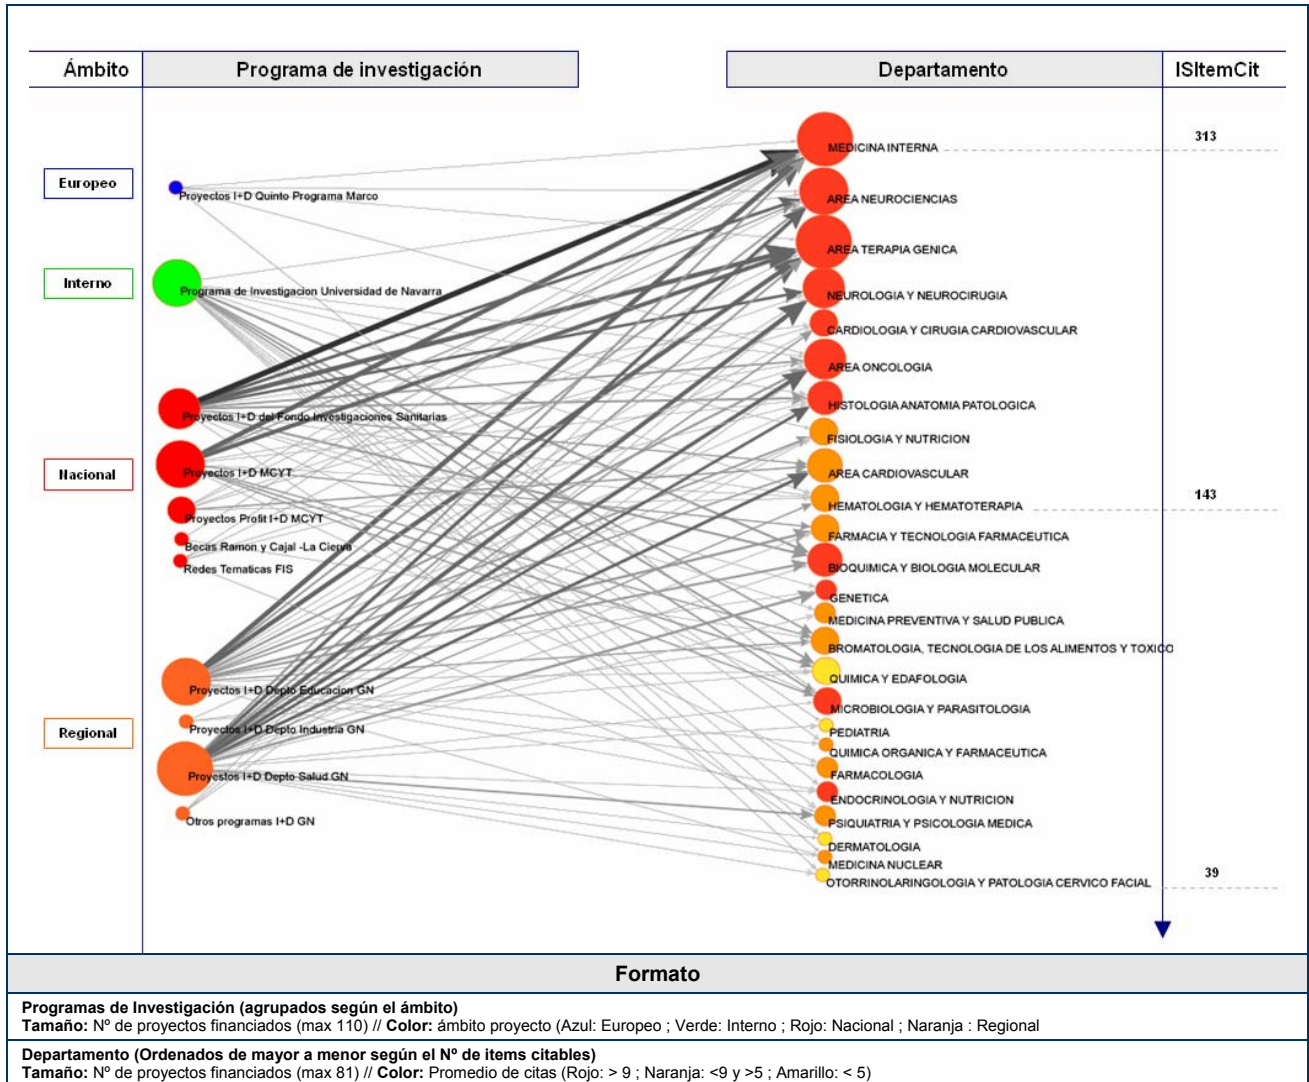 Ámbito
Programa de investigación
Departamento
ISItemCit
Europeo
Proyectos I+D Quinto Programa Marco
Interno
Programa de Investigacion Universidad de Navarra
Nacional
Proyectos I+D del Fondo Investigaciones Sanitarias
Proyectos I+D MCYT
Proyectos Profit I+D MCYT
Becas Ramon y Cajal -La Cierva
Redes Tematicas FIS
Regional
Proyectos I+D Depto Educacion GN
Proyectos I+D Depto Industria GN
Proyestos I+D Depto Salud GN
Otros programas I+D GN
MEDICINA INTERNA
313
AREA NEUROCIENCIAS
AREA TERAPIA GENICA
NEUROLOGIA Y NEUROCIRUGIA
CARDIOLOGIA Y CIRUGIA CARDIOVASCULAR
AREA ONCOLOGIA
HISTOLOGIA ANATOMIA PATOLOGICA
FISIOLOGIA Y NUTRICION
AREA CARDIOVASCULAR
HEMATOLOGIA Y HEMATOTERAPIA
143
FARMACIA Y TECNOLOGIA FARMACEUTICA
BIOQUIMICA Y BIOLOGIA MOLECULAR
GENETICA
MEDICINA PREVENTIVA Y SALUD PUBLICA
BROMATOLOGIA, TECNOLOGIA DE LOS ALIMENTOS Y TOXICO
QUIMICA Y EDAFOLOGIA
MICROBIOLOGIA Y PARASITOLOGIA
PEDIATRIA
QUIMICA ORGANICA Y FARMACEUTICA
FARMACOLOGIA
ENDOCRINOLOGIA Y NUTRICION
PSIQUIATRIA Y PSICOLOGIA MEDICA
DERMATOLOGIA
MEDICINA NUCLEAR
OTORRINOLARINGOLOGIA Y PATOLOGIA CERVICO FACIAL
39
Formato
Programas de Investigación (agrupados según el ámbito)
Tamaño: Nº de proyectos financiados (max 110) // Color: ámbito proyecto (Azul: Europeo ; Verde: Interno ; Rojo: Nacional ; Naranja : Regional
Departamento (Ordenados de mayor a menor según el Nº de items citables)
Tamaño: Nº de proyectos financiados (max 81) // Color: Promedio de citas (Rojo: > 9 ; Naranja: <9 y >5 ; Amarillo: < 5)